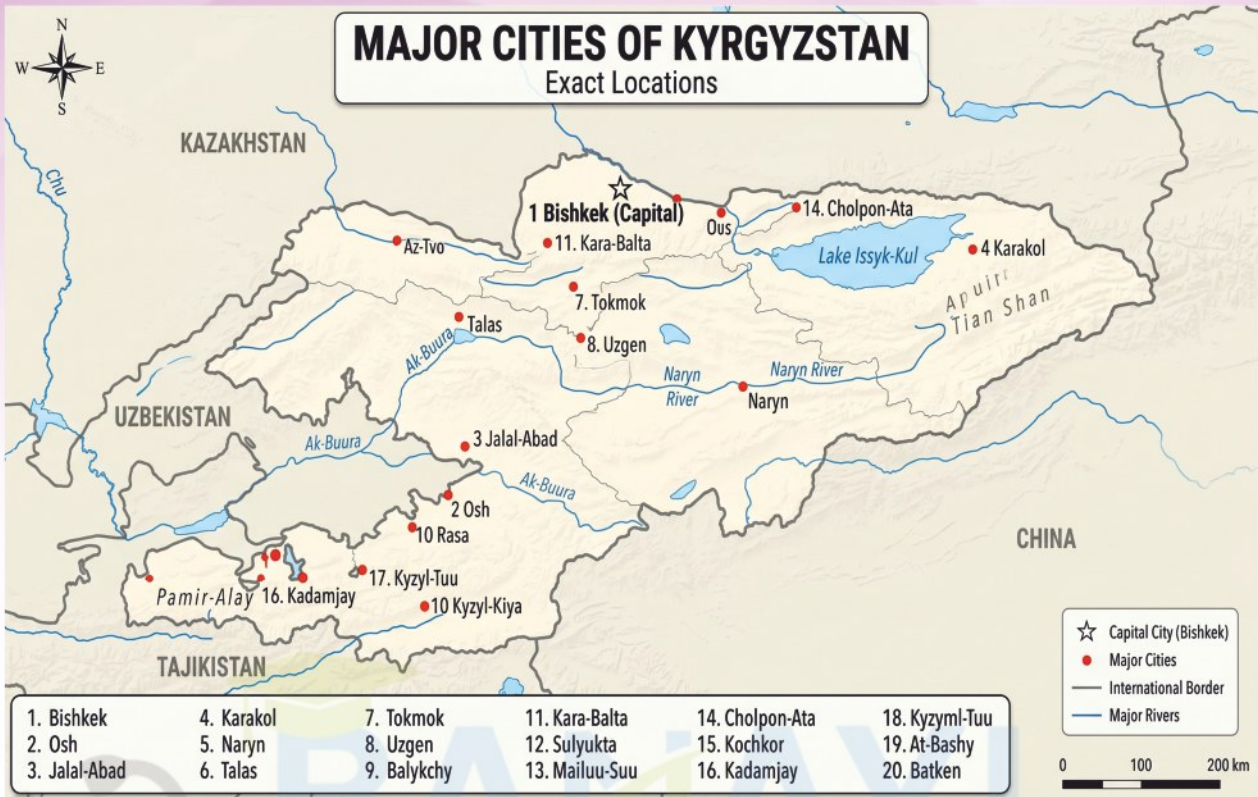 MAJOR CITIES OF KYRGYZSTAN
Exact Locations
N
W E
S
KAZAKHSTAN
Chu
1 Bishkek (Capital)
Ous
14. Cholpon-Ata
Az-Tvo
11. Kara-Balta
Lake Issyk-Kul
4 Karakol
7. Tokmok
Apuirr
Tian Shan
Talas
Ak-Buura
8. Uzgen
Naryn
River
Naryn River
Naryn
UZBEKISTAN
Ak-Buura
3 Jalal-Abad
Ak-Buura
2 Osh
10 Rasa
CHINA
17. Kyzyl-Tuu
Pamir-Alay
16. Kadamjay
10 Kyzyl-Kiya
TAJIKISTAN
Capital City (Bishkek)
Major Cities
International Border
Major Rivers
0 100 200 km
1. Bishkek 4. Karakol 7. Tokmok 11. Kara-Balta 14. Cholpon-Ata 18. Kyzyml-Tuu
2. Osh 5. Naryn 8. Uzgen 12. Sulyukta 15. Kochkor 19. At-Bashy
3. Jalal-Abad 6. Talas 9. Balykchy 13. Mailuu-Suu 16. Kadamjay 20. Batken